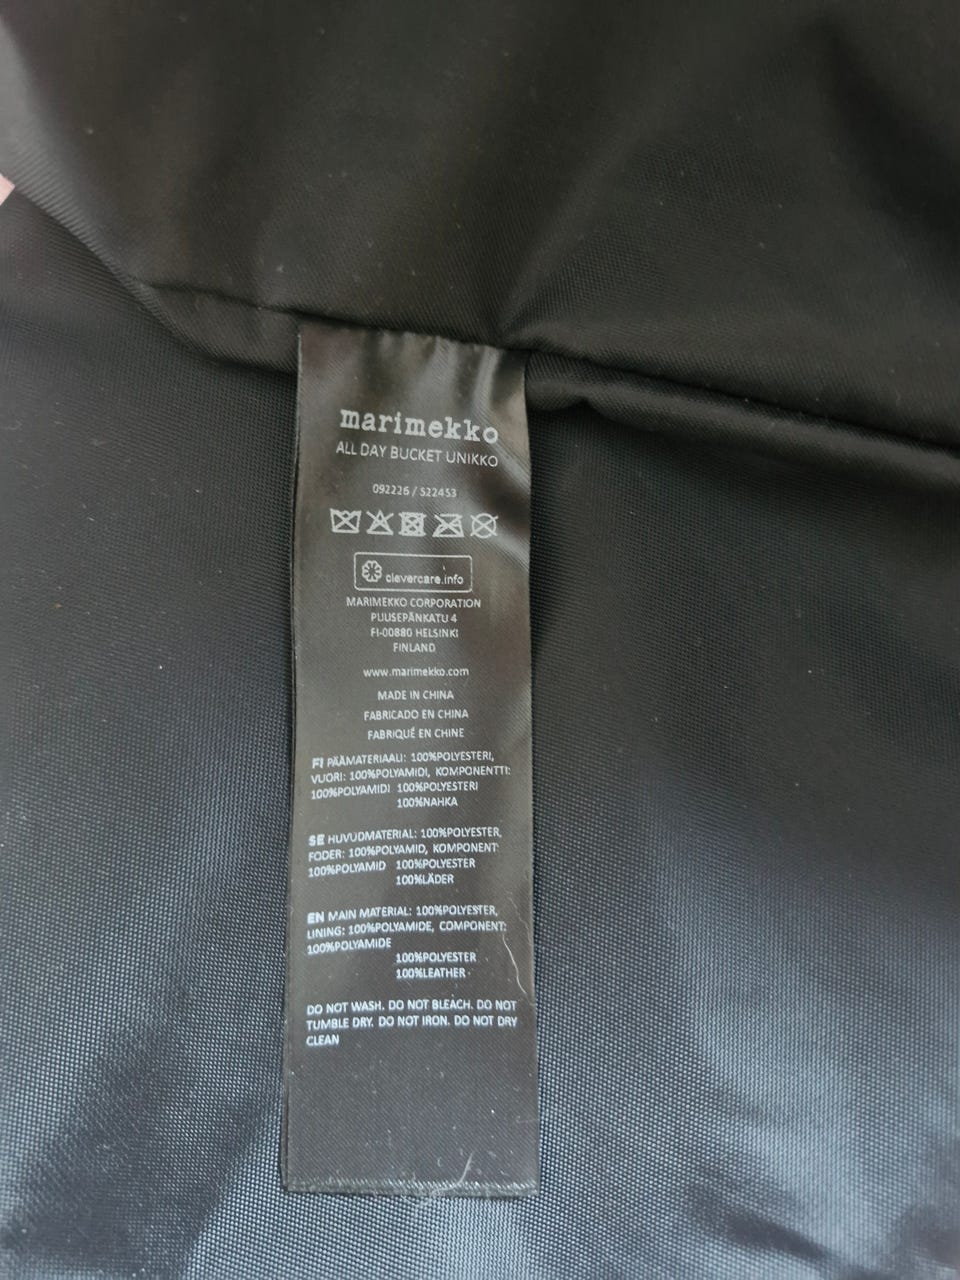 marimekko
ALL DAY BUCKET UNIKKO
092226 / 522453
clevercare.info
MARIMEKKO CORPORATION
PUUSEPÄNKATU 4
FI-00880 HELSINKI
FINLAND
www.marimekko.com
MADE IN CHINA
FABRICADO EN CHINA
FABRIQUÉ EN CHINE
FI PÄÄMATERIAALI: 100%POLYESTERI,
VUORI: 100%POLYAMIDI, KOMPONENTTI:
100%POLYAMIDI 100%POLYESTERI
100%NAHKA
SE HUVUDMATERIAL: 100%POLYESTER,
FODER: 100%POLYAMID, KOMPONENT:
100%POLYAMID 100%POLYESTER
100%LÄDER
EN MAIN MATERIAL: 100%POLYESTER,
LINING: 100%POLYAMIDE, COMPONENT:
100%POLYAMIDE
100%POLYESTER
100%LEATHER
DO NOT WASH. DO NOT BLEACH. DO NOT
TUMBLE DRY. DO NOT IRON. DO NOT DRY
CLEAN